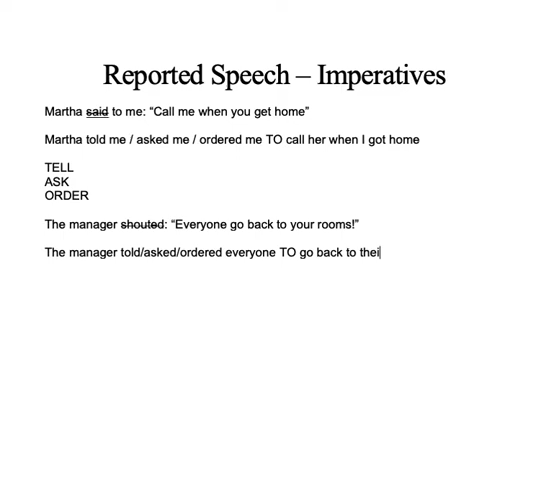 Reported Speech – Imperatives
Martha said to me: “Call me when you get home”
Martha told me / asked me / ordered me TO call her when I got home
TELL
ASK
ORDER
The manager shouted: “Everyone go back to your rooms!”
The manager told/asked/ordered everyone TO go back to thei